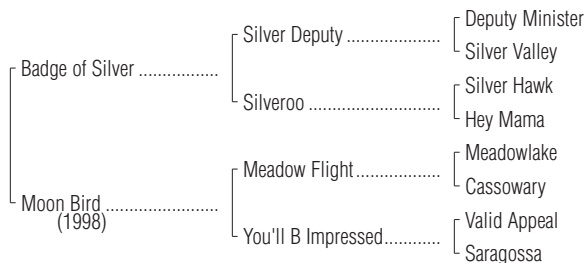 Deputy Minister
Silver Deputy ....................
Silver Valley
Badge of Silver .................
Silver Hawk
Silveroo ............................
Hey Mama
Meadowlake
Meadow Flight..................
Cassowary
Moon Bird ........................
(1998)
Valid Appeal
You'll B Impressed............
Saragossa